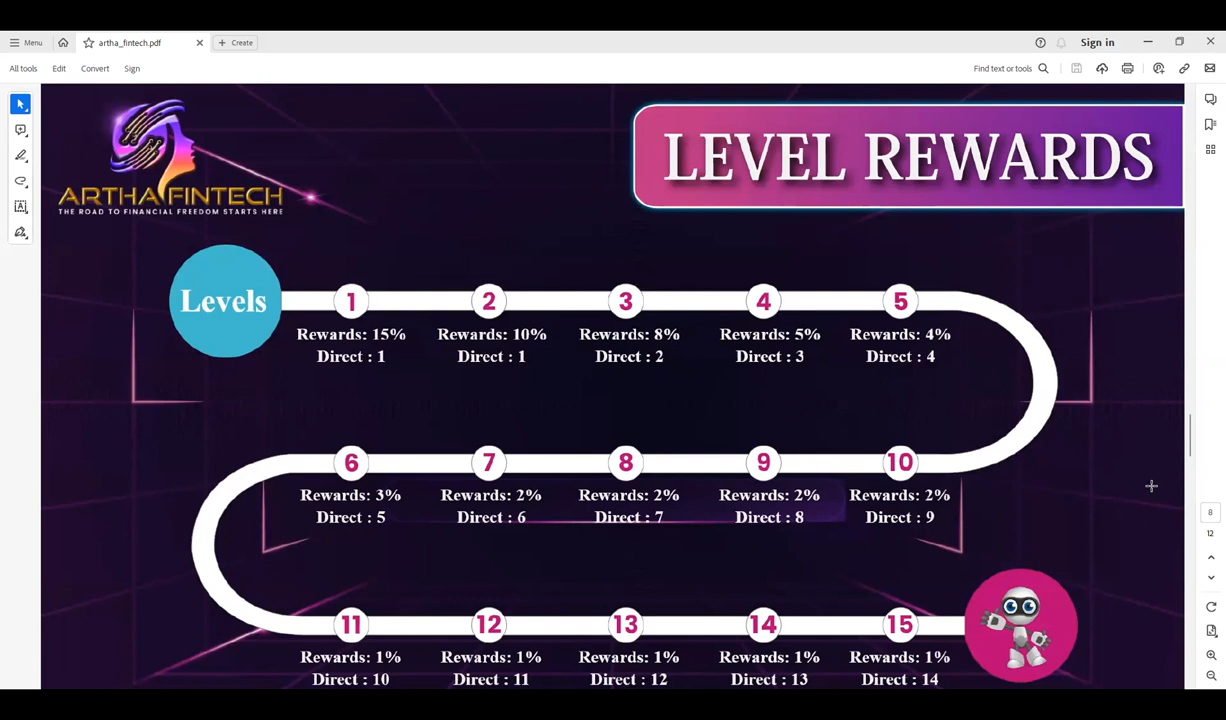 Menu
artha_fintech.pdf
Create
Sign in
All tools
Edit
Convert
Sign
Find text or tools
ARTHA FINTECH
THE ROAD TO FINANCIAL FREEDOM STARTS HERE
LEVEL REWARDS
Levels
1 2 3 4 5
Rewards: 15% Rewards: 10% Rewards: 8% Rewards: 5% Rewards: 4%
Direct : 1 Direct : 1 Direct : 2 Direct : 3 Direct : 4
6 7 8 9 10
Rewards: 3% Rewards: 2% Rewards: 2% Rewards: 2% Rewards: 2%
Direct : 5 Direct : 6 Direct : 7 Direct : 8 Direct : 9
8
12
11 12 13 14 15
Rewards: 1% Rewards: 1% Rewards: 1% Rewards: 1% Rewards: 1%
Direct : 10 Direct : 11 Direct : 12 Direct : 13 Direct : 14